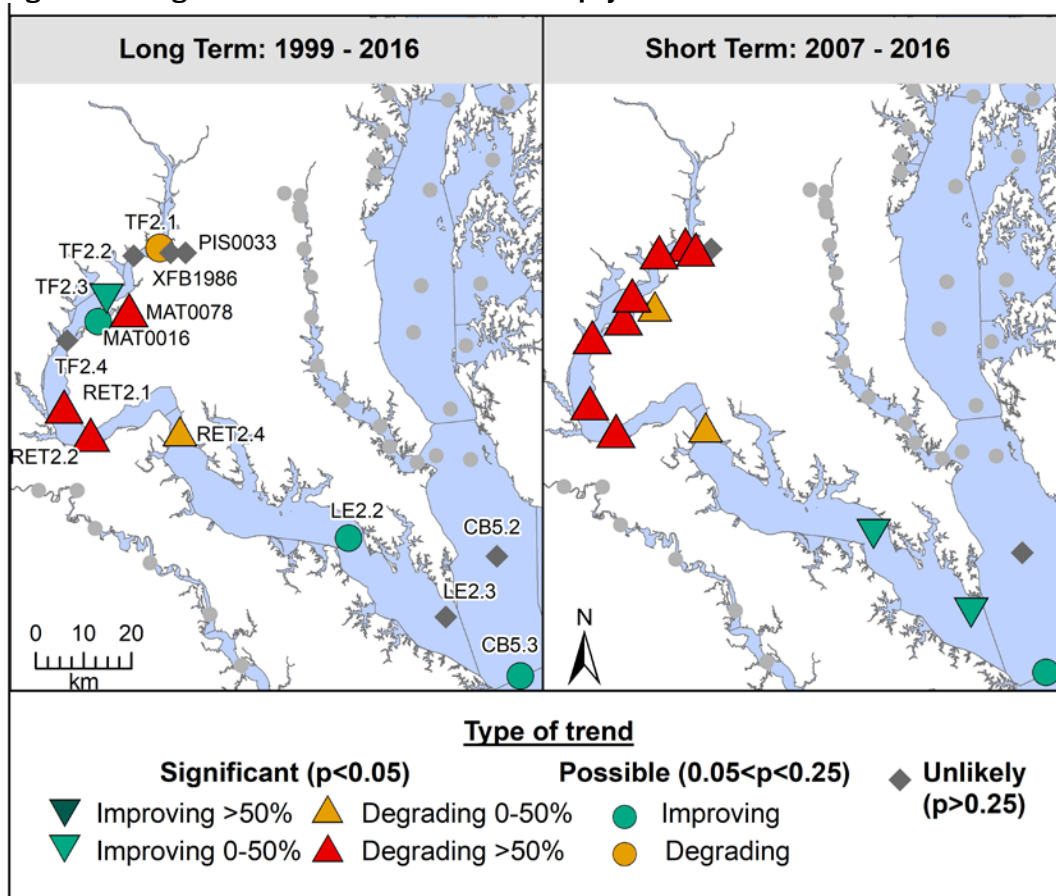 Long Term: 1999 - 2016
Short Term: 2007 - 2016
TF2.1
TF2.2
PIS0033
XFB1986
TF2.3
MAT0078
MAT0016
TF2.4
RET2.1
RET2.4
RET2.2
LE2.2
CB5.2
LE2.3
CB5.3
0 10 20
km
N
Type of trend
Significant (p<0.05)
Possible (0.05<p<0.25)
Unlikely
(p>0.25)
Improving >50%
Degrading 0-50%
Improving
Improving 0-50%
Degrading >50%
Degrading